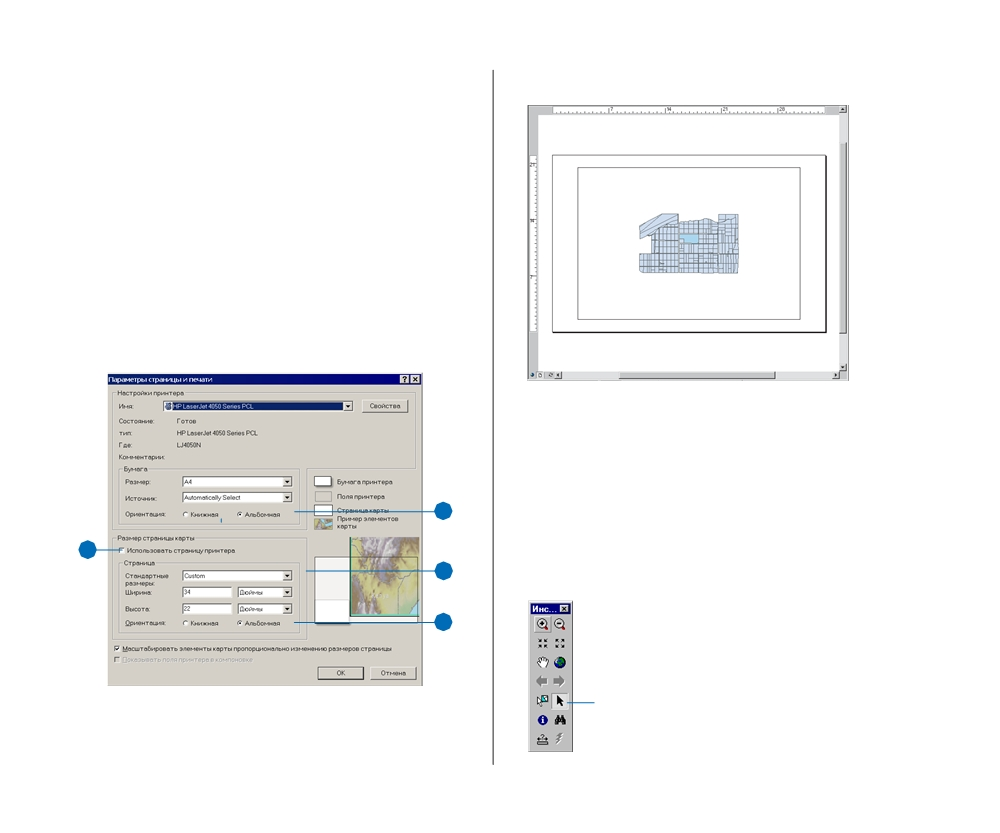 Параметры страницы и печати
Настройки принтера
Имя: HP LaserJet 4050 Series PCL Свойства
Состояние: Готов
тип: HP LaserJet 4050 Series PCL
Где: LJ4050N
Комментарии:
Бумага
Размер: A4
Источник: Automatically Select
Ориентация: Книжная Альбомная
Бумага принтера
Поля принтера
Страница карты
Пример элементов
карты
Размер страницы карты
Использовать страницу принтера
Страница
Стандартные
размеры: Custom
Ширина: 34 Дюймы
Высота: 22 Дюймы
Ориентация: Книжная Альбомная
Масштабировать элементы карты пропорционально изменению размеров страницы
Показывать поля принтера в компоновке
OK Отмена
7 14 21 28
21
14
7
Инс...